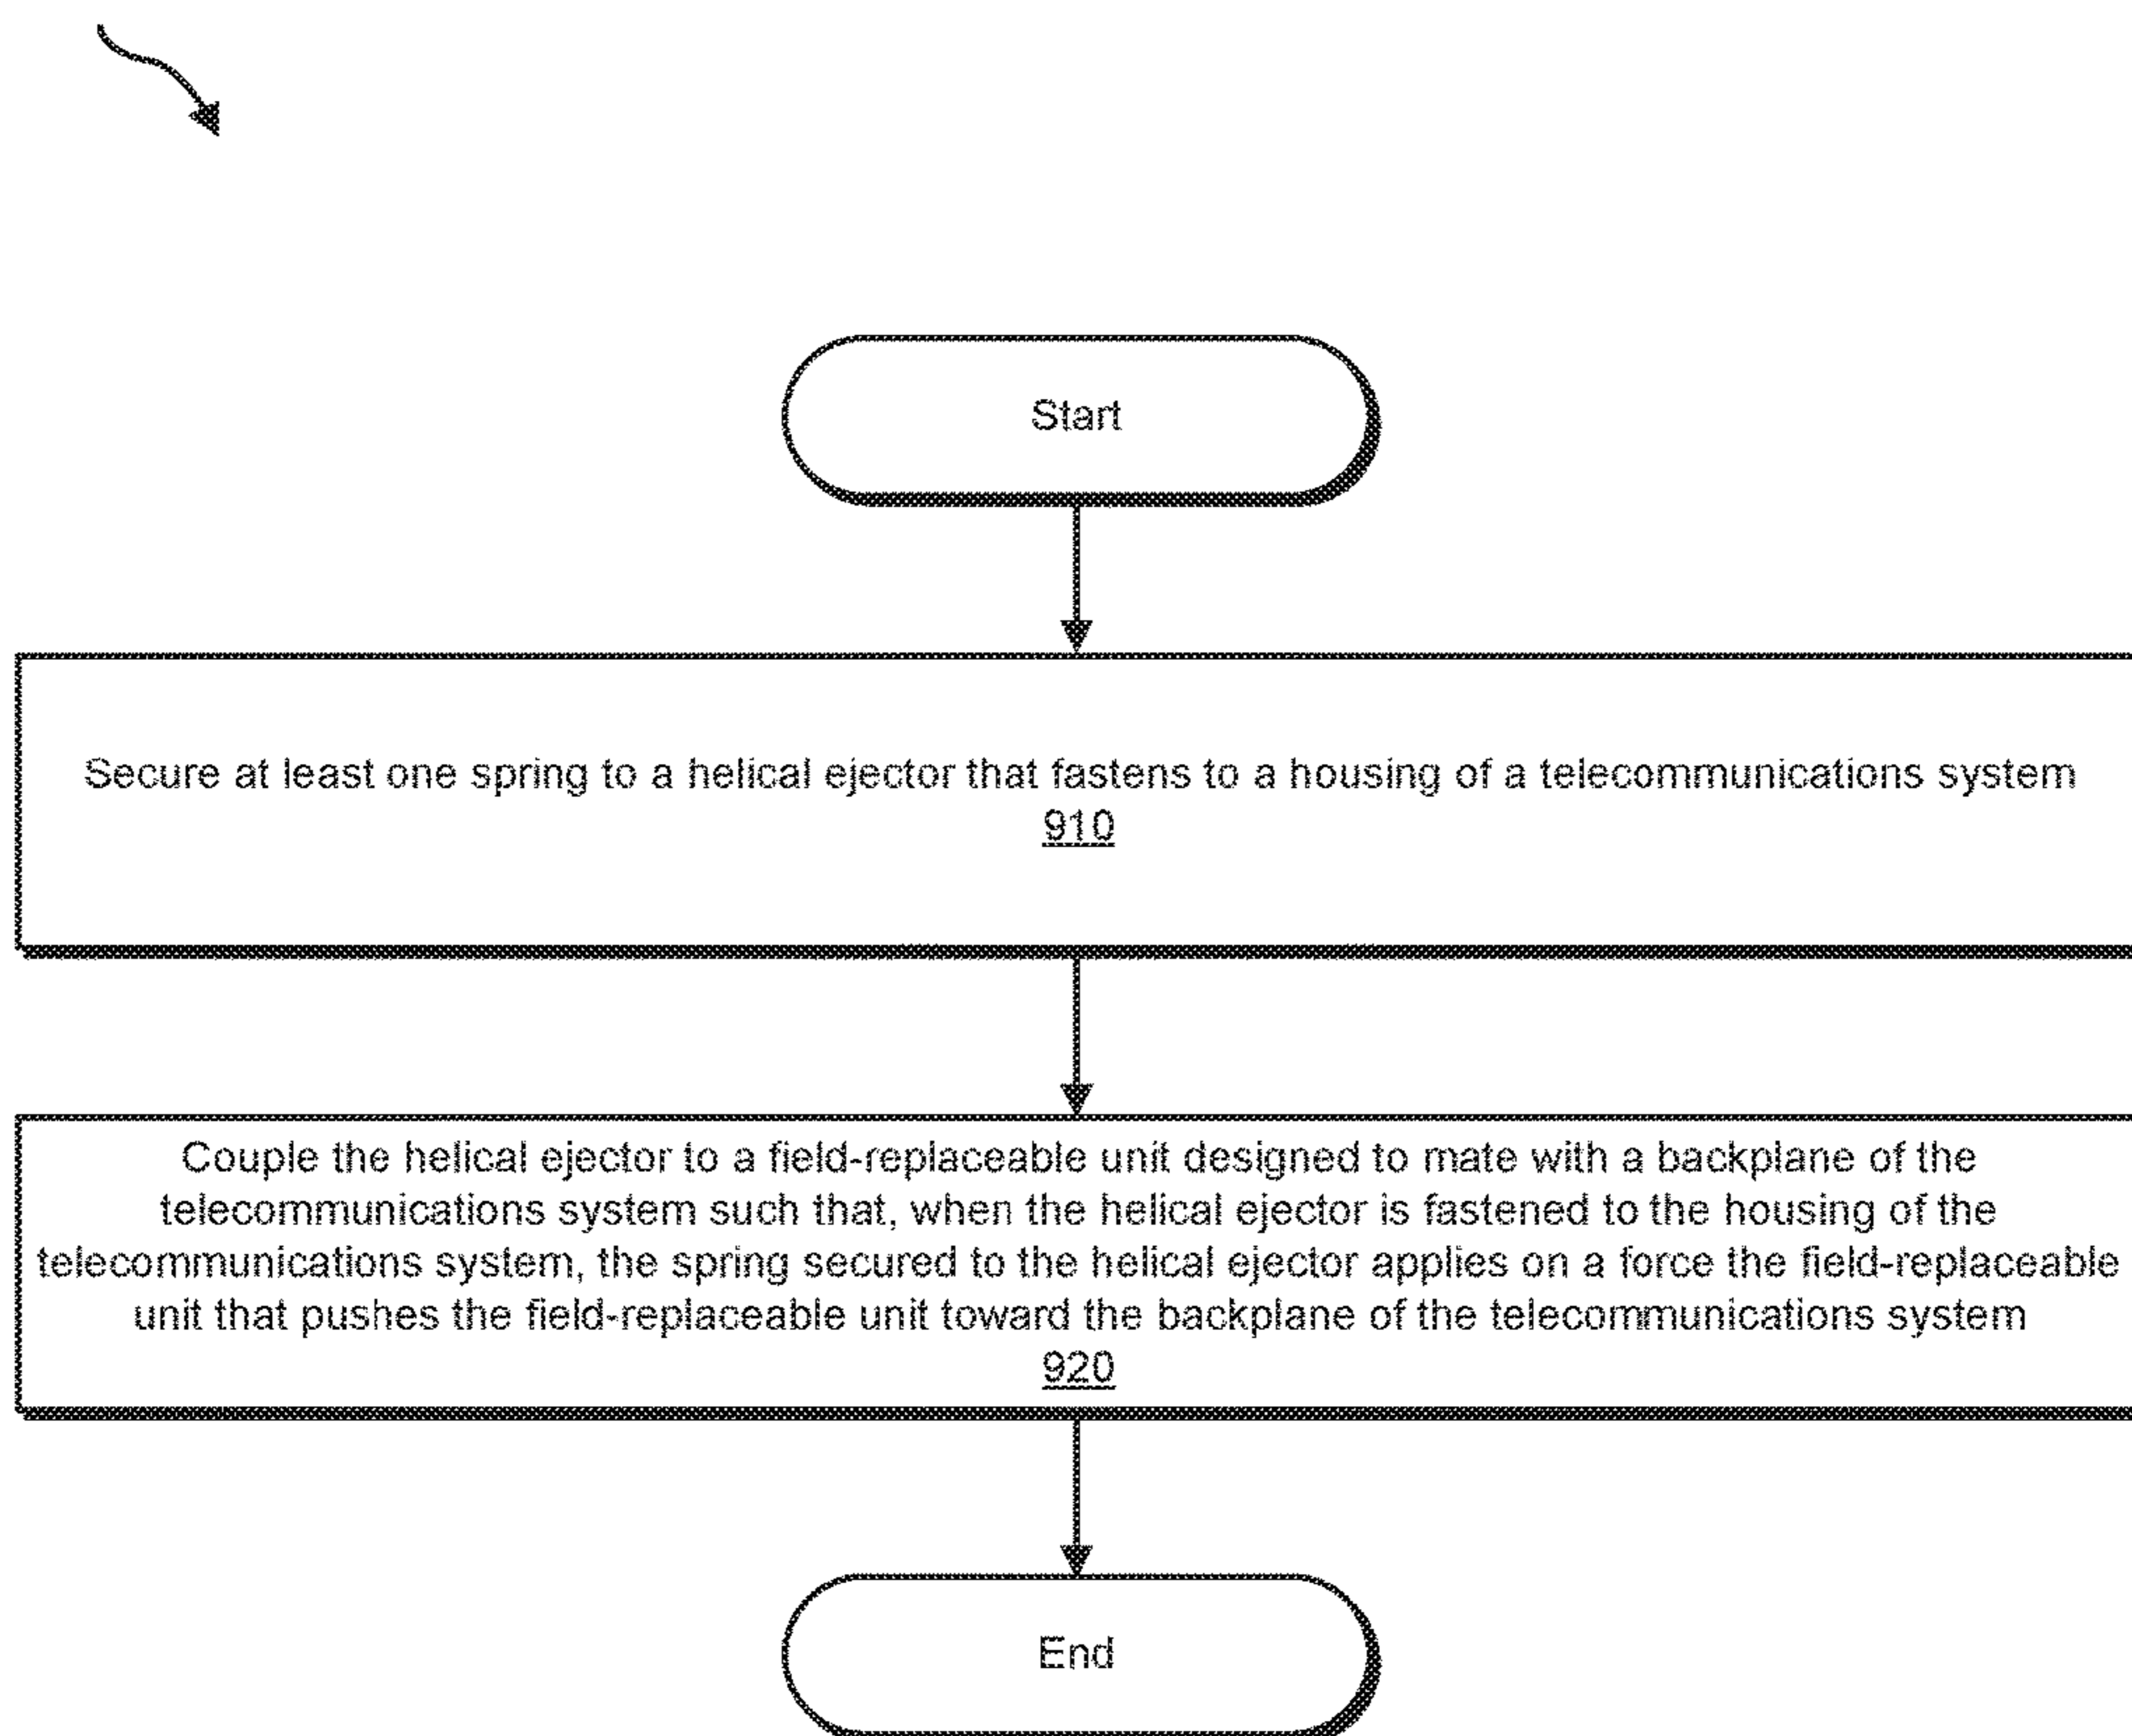 Start
Secure at least one spring to a helical ejector that fastens to a housing of a telecommunications system
910
Couple the helical ejector to a field-replaceable unit designed to mate with a backplane of the
telecommunications system such that, when the helical ejector is fastened to the housing of the
telecommunications system, the spring secured to the helical ejector applies on a force the field-replaceable
unit that pushes the field-replaceable unit toward the backplane of the telecommunications system
920
End